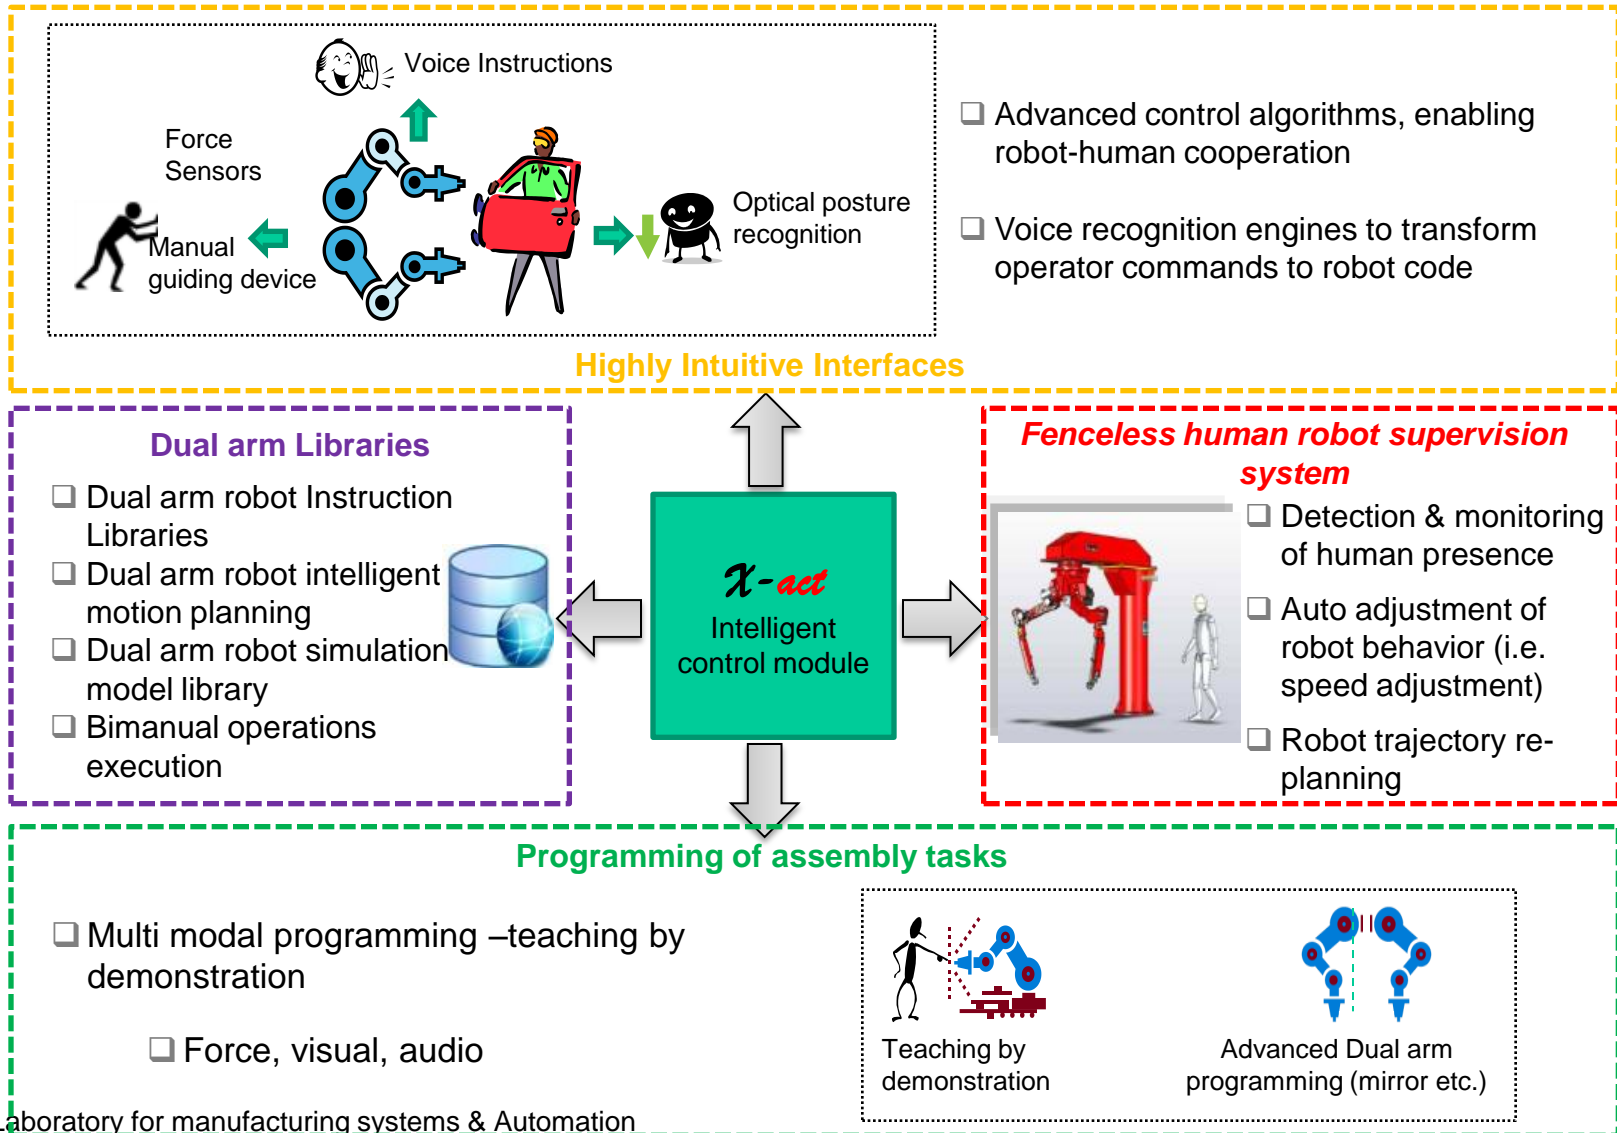 Voice Instructions
Force
Sensors
Manual
guiding device
Optical posture
recognition
Advanced control algorithms, enabling
robot-human cooperation
Voice recognition engines to transform
operator commands to robot code
Highly Intuitive Interfaces
Dual arm Libraries
Dual arm robot Instruction
Libraries
Dual arm robot intelligent
motion planning
Dual arm robot simulation
model library
Bimanual operations
execution
X-act
Intelligent
control module
Fenceless human robot supervision
system
Detection & monitoring
of human presence
Auto adjustment of
robot behavior (i.e.
speed adjustment)
Robot trajectory re-
planning
Programming of assembly tasks
Multi modal programming –teaching by
demonstration
Force, visual, audio
Teaching by
demonstration
Advanced Dual arm
programming (mirror etc.)
Laboratory for manufacturing systems & Automation